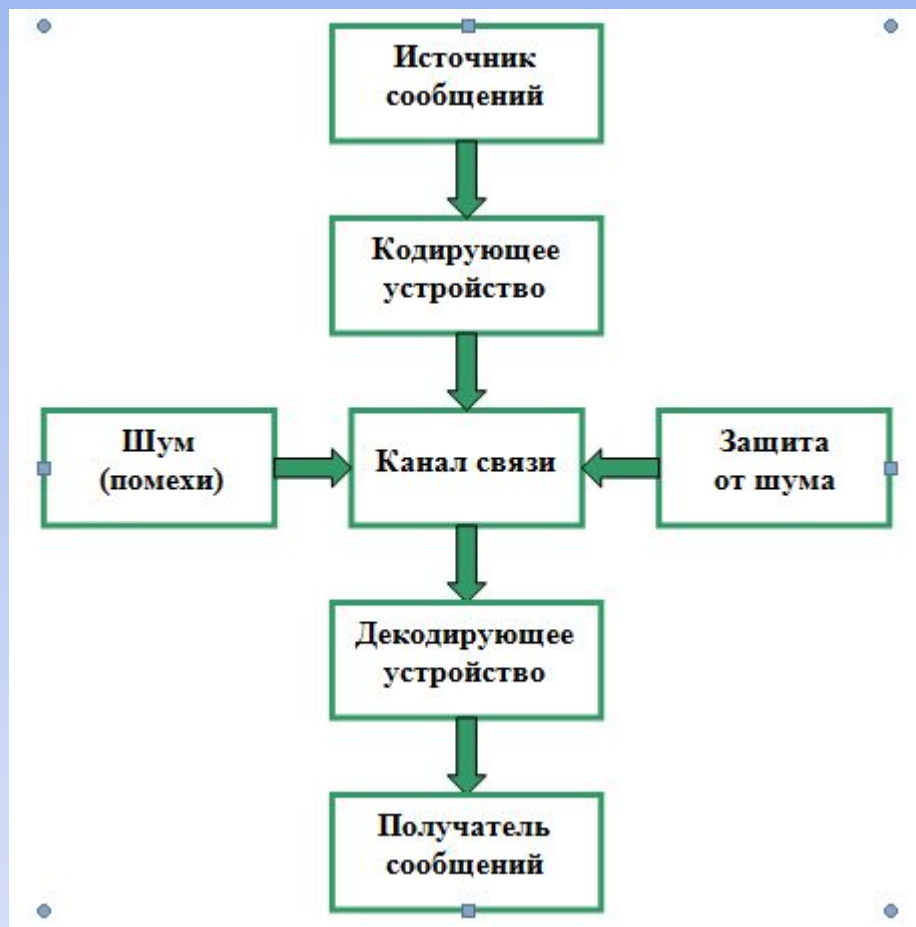 Источник
сообщений
Кодирующее
устройство
Шум
(помехи)
Канал связи
Защита
от шума
Декодирующее
устройство
Получатель
сообщений